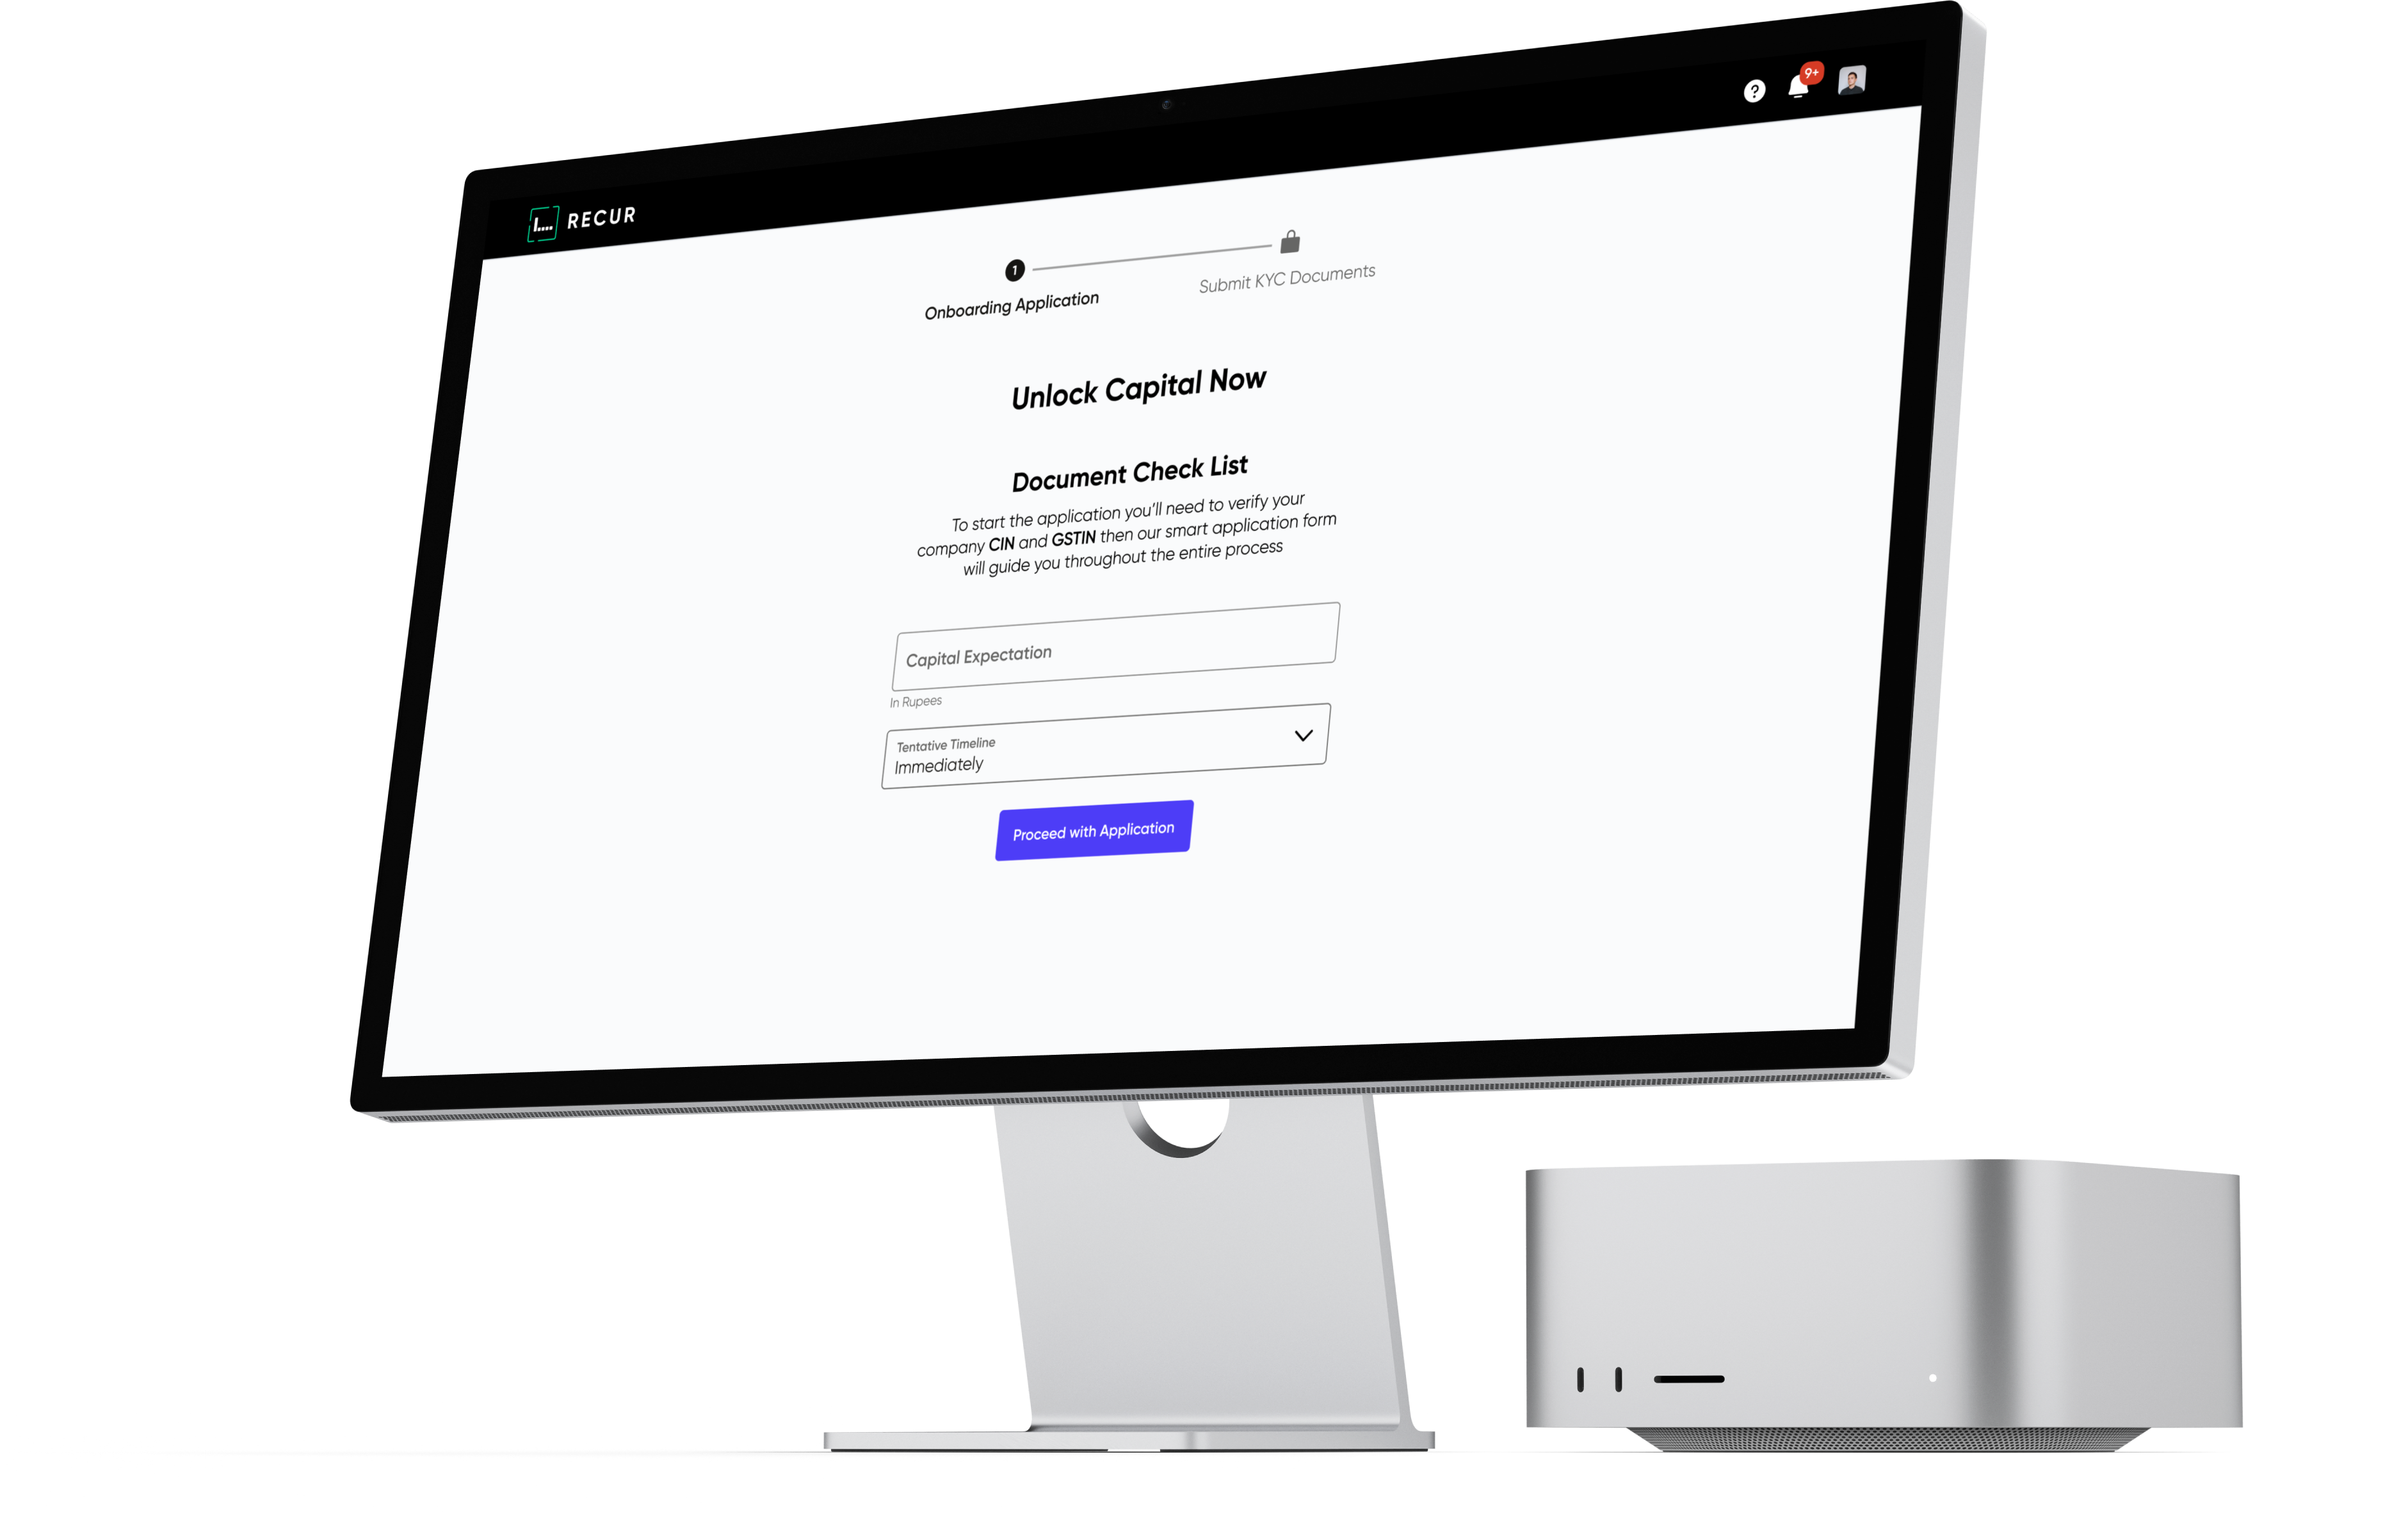 RECUR
9+
1
Onboarding Application
Submit KYC Documents
Unlock Capital Now
Document Check List
To start the application you'll need to verify your
company CIN and GSTIN then our smart application form
will guide you throughout the entire process
Capital Expectation
In Rupees
Tentative Timeline
Immediately
Proceed with Application